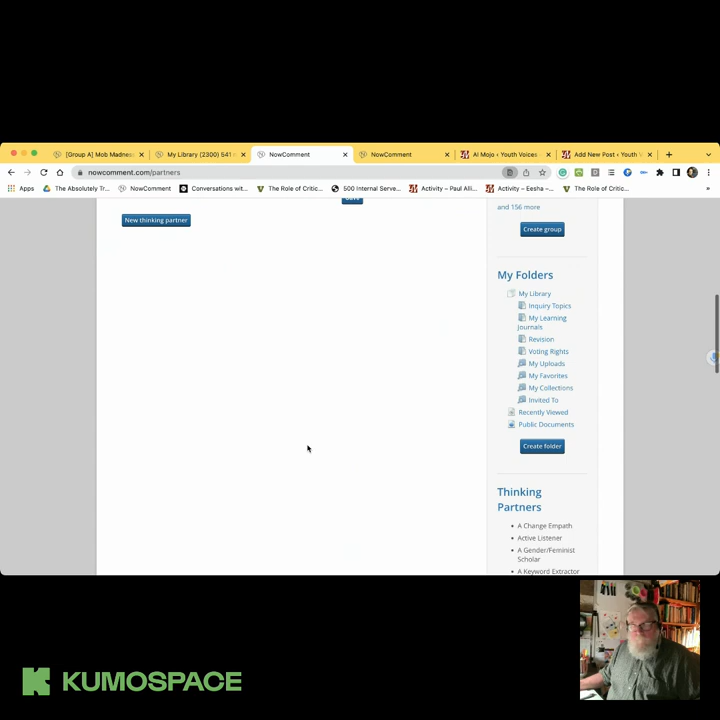 [Group A] Mob Madnes
My Library (2300) 541
NowComment
NowComment
AI Mojo ‹ Youth Voices
Add New Post ‹ Youth V
nowcomment.com/partners
Apps
The Absolutely Tr...
NowComment
Conversations wit...
The Role of Critic...
500 Internal Serve...
Activity – Paul Alli...
Activity – Eesha –...
The Role of Critic...
»
and 156 more
New thinking partner
Create group
My Folders
My Library
Inquiry Topics
My Learning
Journals
Revision
Voting Rights
My Uploads
My Favorites
My Collections
Invited To
Recently Viewed
Public Documents
Create folder
Thinking
Partners
A Change Empath
Active Listener
A Gender/Feminist
Scholar
A Keyword Extractor
KUMOSPACE